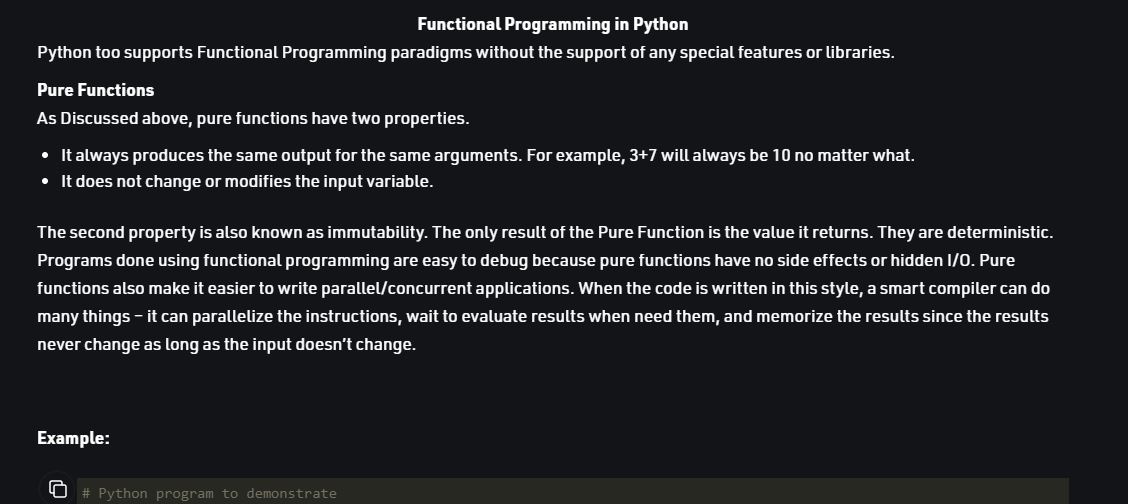 Functional Programming in Python
Python too supports Functional Programming paradigms without the support of any special features or libraries.
Pure Functions
As Discussed above, pure functions have two properties.
• It always produces the same output for the same arguments. For example, 3+7 will always be 10 no matter what.
• It does not change or modifies the input variable.
The second property is also known as immutability. The only result of the Pure Function is the value it returns. They are deterministic.
Programs done using functional programming are easy to debug because pure functions have no side effects or hidden I/O. Pure
functions also make it easier to write parallel/concurrent applications. When the code is written in this style, a smart compiler can do
many things – it can parallelize the instructions, wait to evaluate results when need them, and memorize the results since the results
never change as long as the input doesn’t change.
Example:
# Python program to demonstrate